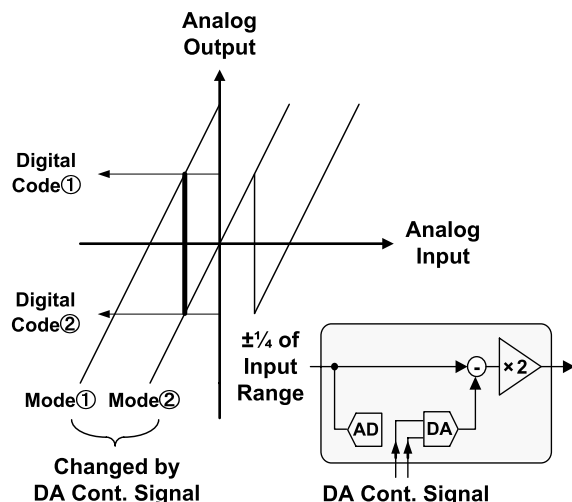 Analog
Output
Digital
Code①
Analog
Input
Digital
Code②
±¼ of
Input
Range
Mode① Mode②
Changed by
DA Cont. Signal
-
×2
AD
DA
DA Cont. Signal